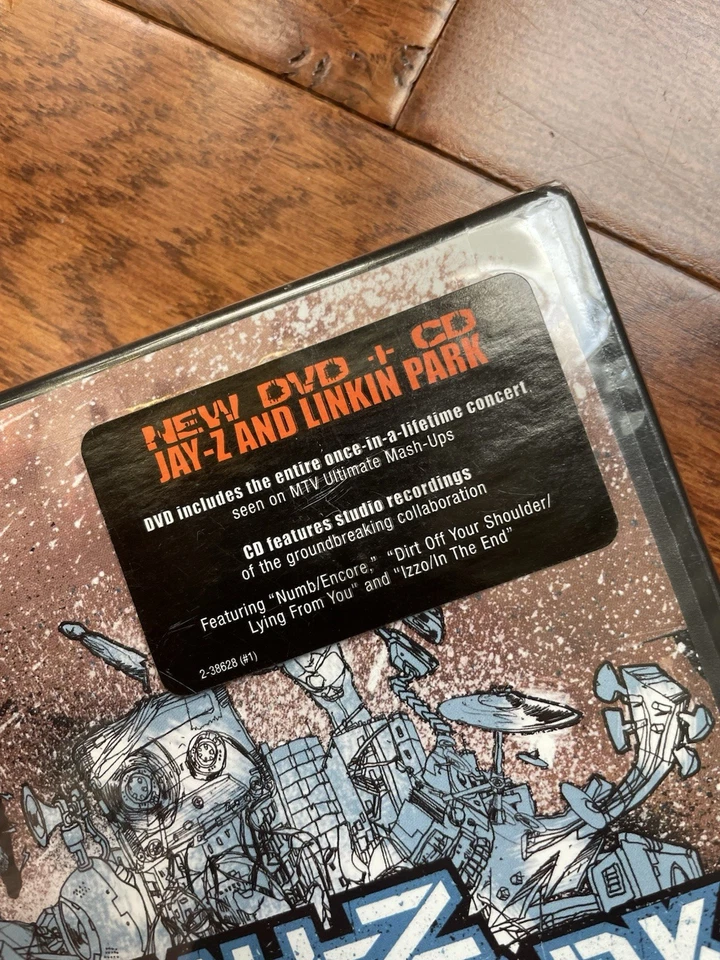 NEW DVD + CD
JAY-Z AND LINKIN PARK
DVD includes the entire once-in-a-lifetime concert
seen on MTV Ultimate Mash-Ups
CD features studio recordings
of the groundbreaking collaboration
Featuring "Numb/Encore," "Dirt Off Your Shoulder/
Lying From You" and "Izzo/In The End"
2-38628 (#1)